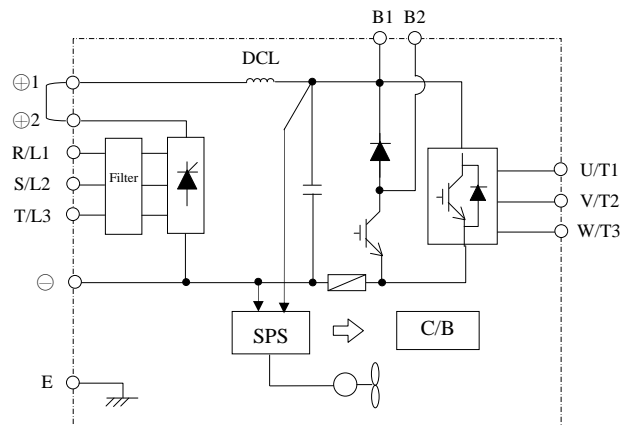 B1 B2
DCL
⊕1
⊕2
R/L1
S/L2
T/L3
Filter
U/T1
V/T2
W/T3
⊖
SPS
C/B
E